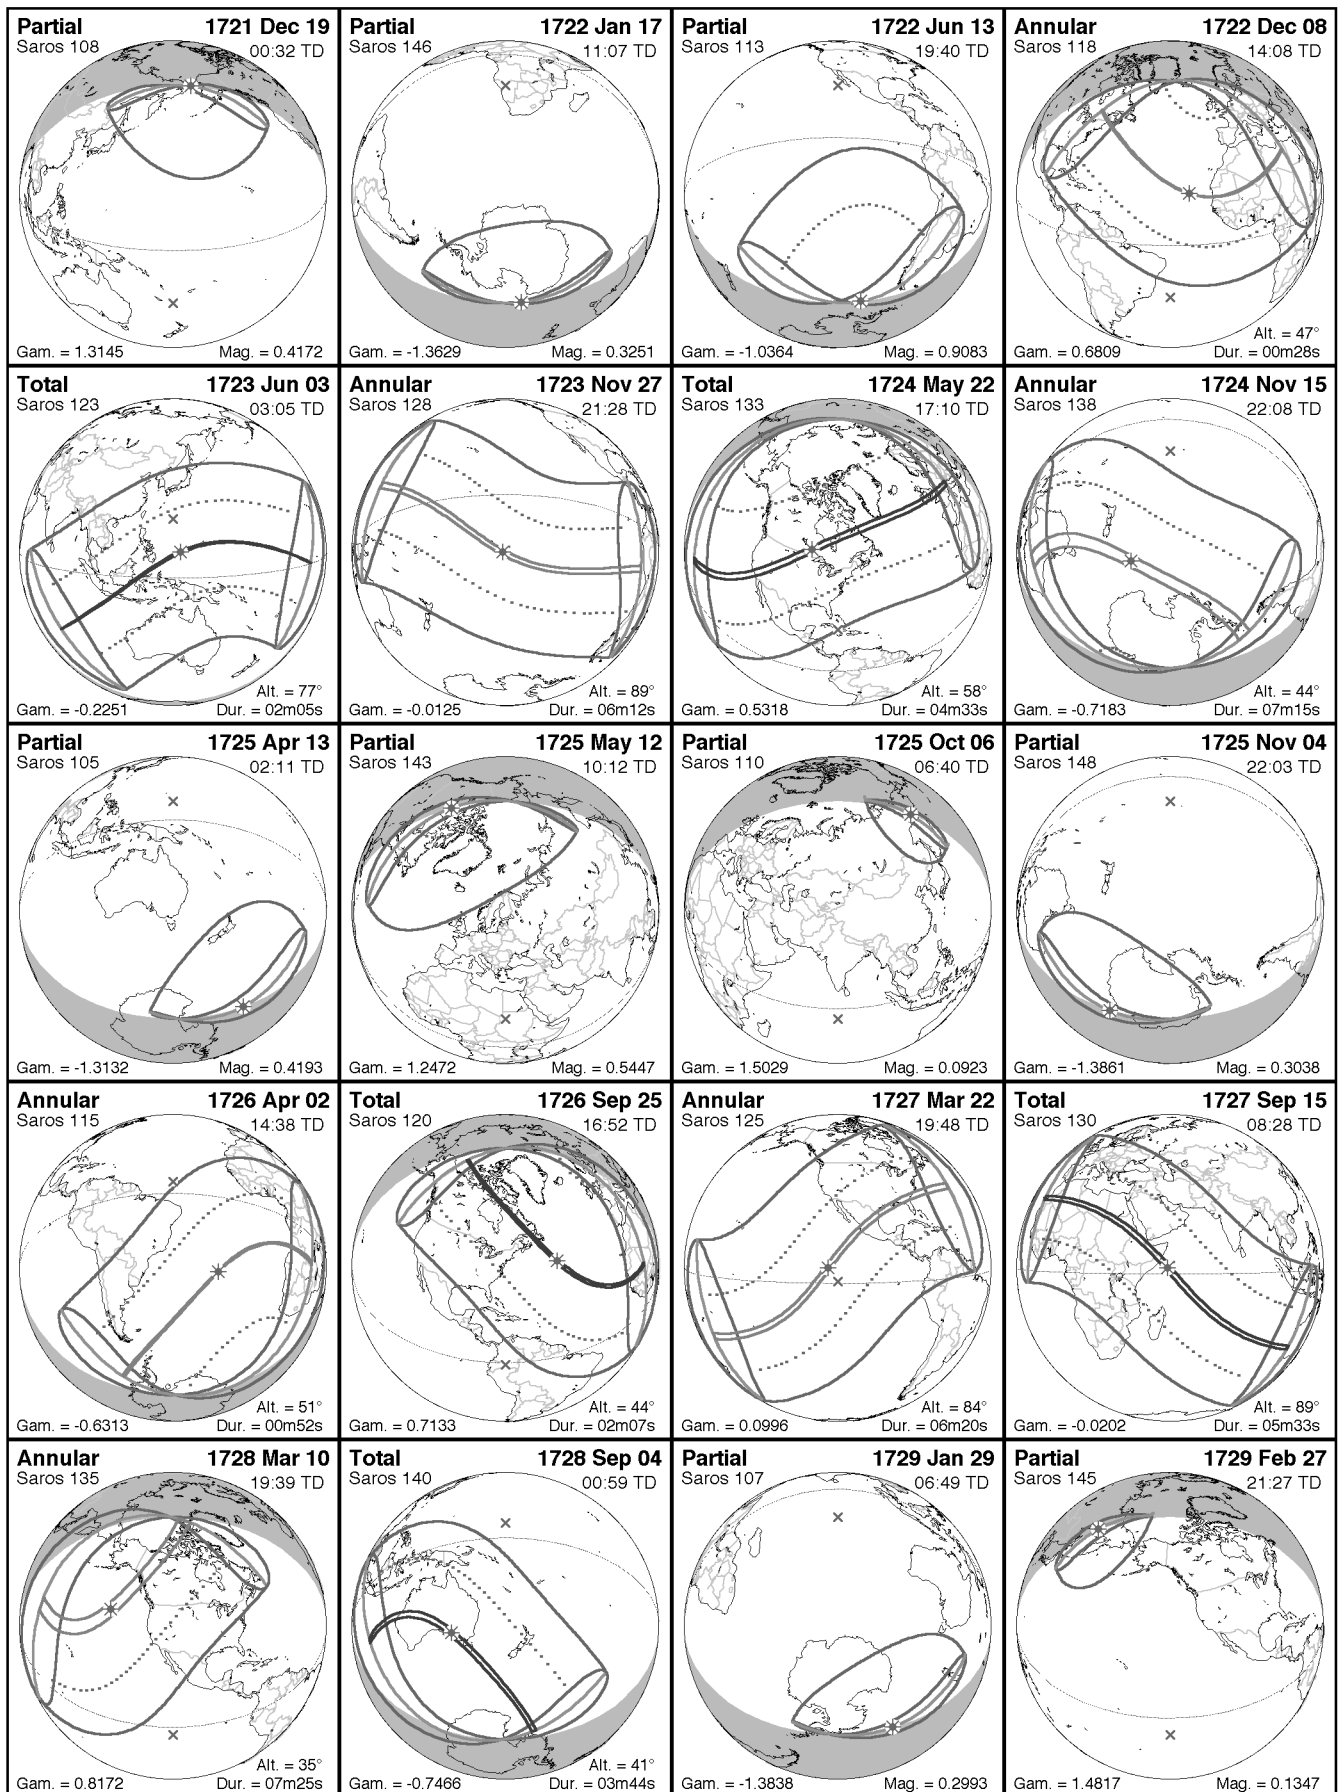 Partial 1721 Dec 19
Saros 108 00:32 TD
Gam. = 1.3145 Mag. = 0.4172
Partial 1722 Jan 17
Saros 146 11:07 TD
Gam. = -1.3629 Mag. = 0.3251
Partial 1722 Jun 13
Saros 113 19:40 TD
Gam. = -1.0364 Mag. = 0.9083
Annular 1722 Dec 08
Saros 118 14:08 TD
Alt. = 47°
Gam. = 0.6809 Dur. = 00m28s
Total 1723 Jun 03
Saros 123 03:05 TD
Alt. = 77°
Gam. = -0.2251 Dur. = 02m05s
Annular 1723 Nov 27
Saros 128 21:28 TD
Alt. = 89°
Gam. = -0.0125 Dur. = 06m12s
Total 1724 May 22
Saros 133 17:10 TD
Alt. = 58°
Gam. = 0.5318 Dur. = 04m33s
Annular 1724 Nov 15
Saros 138 22:08 TD
Alt. = 44°
Gam. = -0.7183 Dur. = 07m15s
Partial 1725 Apr 13
Saros 105 02:11 TD
Gam. = -1.3132 Mag. = 0.4193
Partial 1725 May 12
Saros 143 10:12 TD
Gam. = 1.2472 Mag. = 0.5447
Partial 1725 Oct 06
Saros 110 06:40 TD
Gam. = 1.5029 Mag. = 0.0923
Partial 1725 Nov 04
Saros 148 22:03 TD
Gam. = -1.3861 Mag. = 0.3038
Annular 1726 Apr 02
Saros 115 14:38 TD
Alt. = 51°
Gam. = -0.6313 Dur. = 00m52s
Total 1726 Sep 25
Saros 120 16:52 TD
Alt. = 44°
Gam. = 0.7133 Dur. = 02m07s
Annular 1727 Mar 22
Saros 125 19:48 TD
Alt. = 84°
Gam. = 0.0996 Dur. = 06m20s
Total 1727 Sep 15
Saros 130 08:28 TD
Alt. = 89°
Gam. = -0.0202 Dur. = 05m33s
Annular 1728 Mar 10
Saros 135 19:39 TD
Alt. = 35°
Gam. = 0.8172 Dur. = 07m25s
Total 1728 Sep 04
Saros 140 00:59 TD
Alt. = 41°
Gam. = -0.7466 Dur. = 03m44s
Partial 1729 Jan 29
Saros 107 06:49 TD
Gam. = -1.3838 Mag. = 0.2993
Partial 1729 Feb 27
Saros 145 21:27 TD
Gam. = 1.4817 Mag. = 0.1347